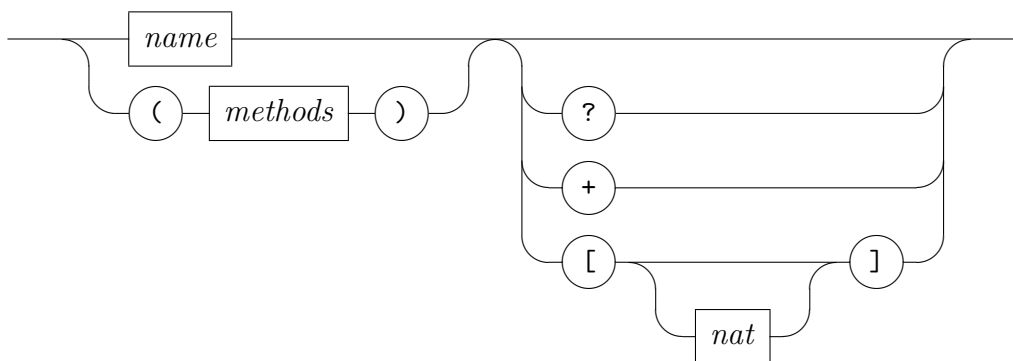 name
( methods ) ?
+
[ ]
nat